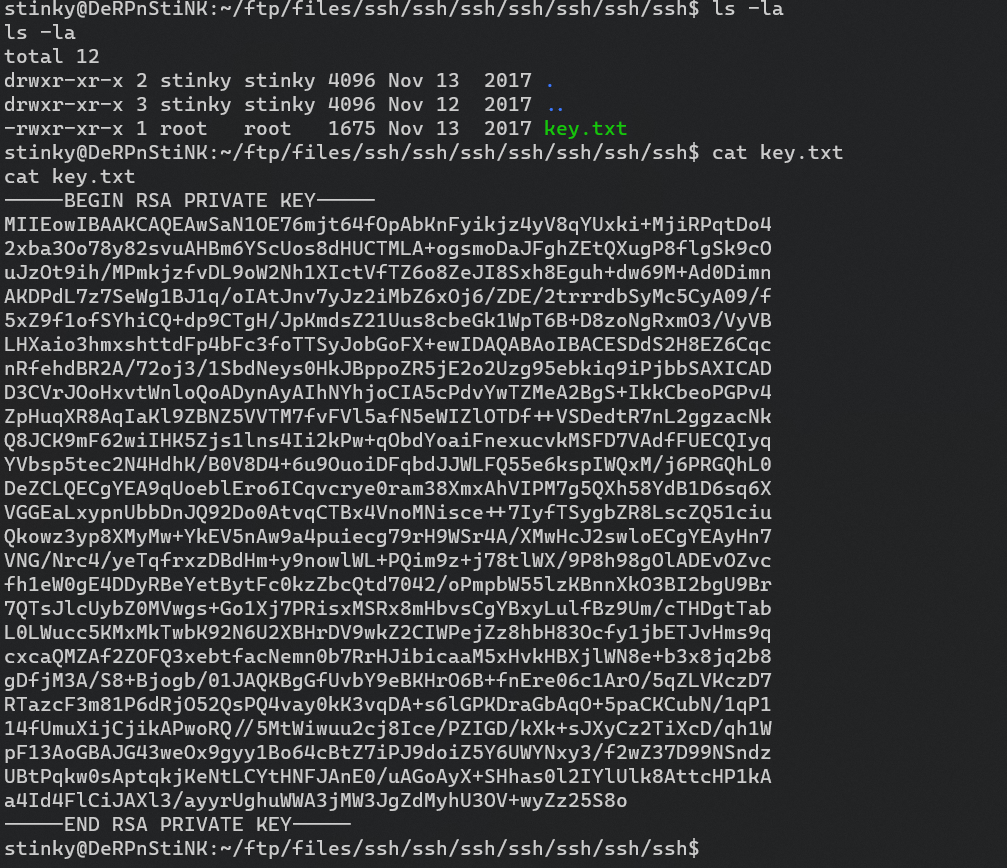 stinky@DeRPnStiNK:~/ftp/files/ssh/ssh/ssh/ssh/ssh/ssh/ssh$ ls -la
ls -la
total 12
drwxr-xr-x 2 stinky stinky 4096 Nov 13  2017 .
drwxr-xr-x 3 stinky stinky 4096 Nov 12  2017 ..
-rwxr-xr-x 1 root   root   1675 Nov 13  2017 key.txt
stinky@DeRPnStiNK:~/ftp/files/ssh/ssh/ssh/ssh/ssh/ssh/ssh$ cat key.txt
cat key.txt
-----BEGIN RSA PRIVATE KEY-----
MIIEowIBAAKCAQEAwSaN1OE76mjt64fOpAbKnFyikjz4yV8qYUxki+MjiRPqtDo4
2xba3Oo78y82svuAHBm6YScUos8dHUCTMLA+ogsmoDaJFghZEtQXugP8flgSk9cO
uJzOt9ih/MPmkjzfvDL9oW2Nh1XIctVfTZ6o8ZeJI8Sxh8Eguh+dw69M+Ad0Dimn
AKDPdL7z7SeWg1BJ1q/oIAtJnv7yJz2iMbZ6xOj6/ZDE/2trrrdbSyMc5CyA09/f
5xZ9f1ofSYhiCQ+dp9CTgH/JpKmdsZ21Uus8cbeGk1WpT6B+D8zoNgRxmO3/VyVB
LHXaio3hmxshttdFp4bFc3foTTSyJobGoFX+ewIDAQABAoIBACESDdS2H8EZ6Cqc
nRfehdBR2A/72oj3/1SbdNeys0HkJBppoZR5jE2o2Uzg95ebkiq9iPjbbSAXICAD
D3CVrJOoHxvtWnloQoADynAyAIhNYhjoCIA5cPdvYwTZMeA2BgS+IkkCbeoPGPv4
ZpHuqXR8AqIaKl9ZBNZ5VVTM7fvFVl5afN5eWIZlOTDf++VSDedtR7nL2ggzacNk
Q8JCK9mF62wiIHK5Zjs1lns4Ii2kPw+qObdYoaiFnexucvkMSFD7VAdfFUECQIyq
YVbsp5tec2N4HdhK/B0V8D4+6u9OuoiDFqbdJJWLFQ55e6kspIWQxM/j6PRGQhL0
DeZCLQECgYEA9qUoeblEro6ICqvcrye0ram38XmxAhVIPM7g5QXh58YdB1D6sq6X
VGGEaLxypnUbbDnJQ92Do0AtvqCTBx4VnoMNisce++7IyfTSygbZR8LscZQ51ciu
Qkowz3yp8XMyMw+YkEV5nAw9a4puiecg79rH9WSr4A/XMwHcJ2swloECgYEAyHn7
VNG/Nrc4/yeTqfrxzDBdHm+y9nowlWL+PQim9z+j78tlWX/9P8h98gOlADEvOZvc
fh1eW0gE4DDyRBeYetBytFc0kzZbcQtd7042/oPmpbW55lzKBnnXkO3BI2bgU9Br
7QTsJlcUybZ0MVwgs+Go1Xj7PRisxMSRx8mHbvsCgYBxyLulfBz9Um/cTHDgtTab
L0LWucc5KMxMkTwbK92N6U2XBHrDV9wkZ2CIWPejZz8hbH83Ocfy1jbETJvHms9q
cxcaQMZAf2ZOFQ3xebtfacNemn0b7RrHJibicaaM5xHvkHBXjlWN8e+b3x8jq2b8
gDfjM3A/S8+Bjogb/01JAQKBgGfUvbY9eBKHrO6B+fnEre06c1ArO/5qZLVKczD7
RTazcF3m81P6dRjO52QsPQ4vay0kK3vqDA+s6lGPKDraGbAqO+5paCKCubN/1qP1
14fUmuXijCjikAPwoRQ//5MtWiwuu2cj8Ice/PZIGD/kXk+sJXyCz2TiXcD/qh1W
pF13AoGBAJG43weOx9gyy1Bo64cBtZ7iPJ9doiZ5Y6UWYNxy3/f2wZ37D99NSndz
UBtPqkw0sAptqkjKeNtLCYtHNFJAnE0/uAGoAyX+SHhas0l2IYlUlk8AttcHP1kA
a4Id4FlCiJAXl3/ayyrUghuWWA3jMW3JgZdMyhU3OV+wyZz25S8o
-----END RSA PRIVATE KEY-----
stinky@DeRPnStiNK:~/ftp/files/ssh/ssh/ssh/ssh/ssh/ssh/ssh$